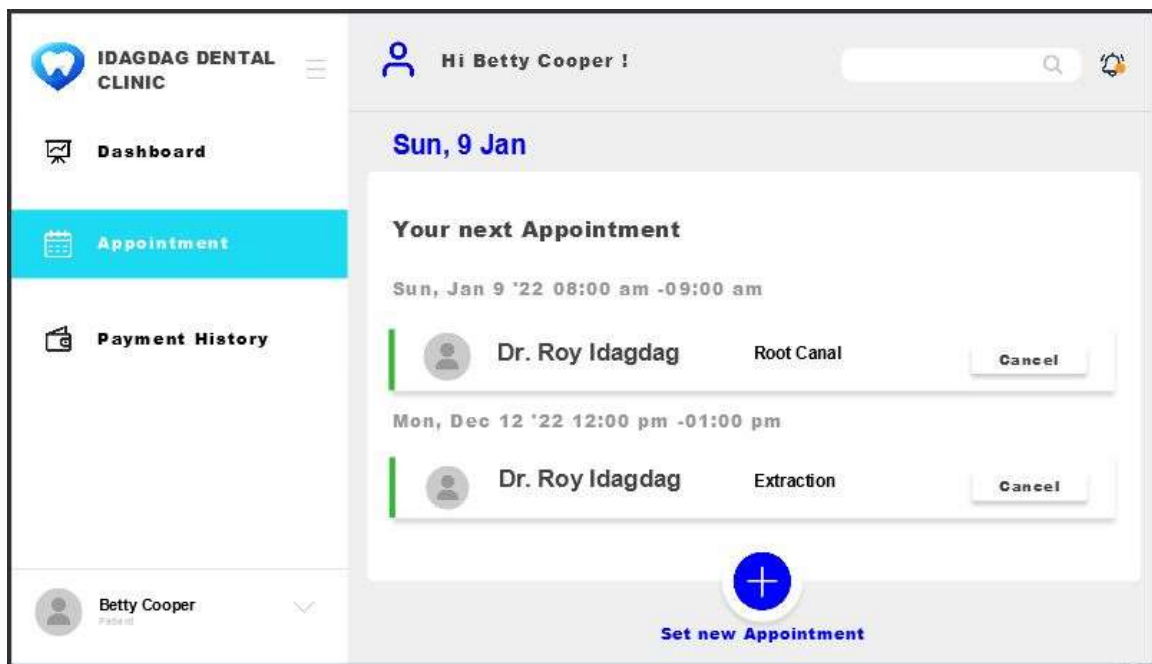 IDAGDAG DENTAL
CLINIC
Dashboard
Appointment
Payment History
Betty Cooper
Patient
Hi Betty Cooper !
Sun, 9 Jan
Your next Appointment
Sun, Jan 9 '22 08:00 am -09:00 am
Dr. Roy Idagdag Root Canal Cancel
Mon, Dec 12 '22 12:00 pm -01:00 pm
Dr. Roy Idagdag Extraction Cancel
Set new Appointment